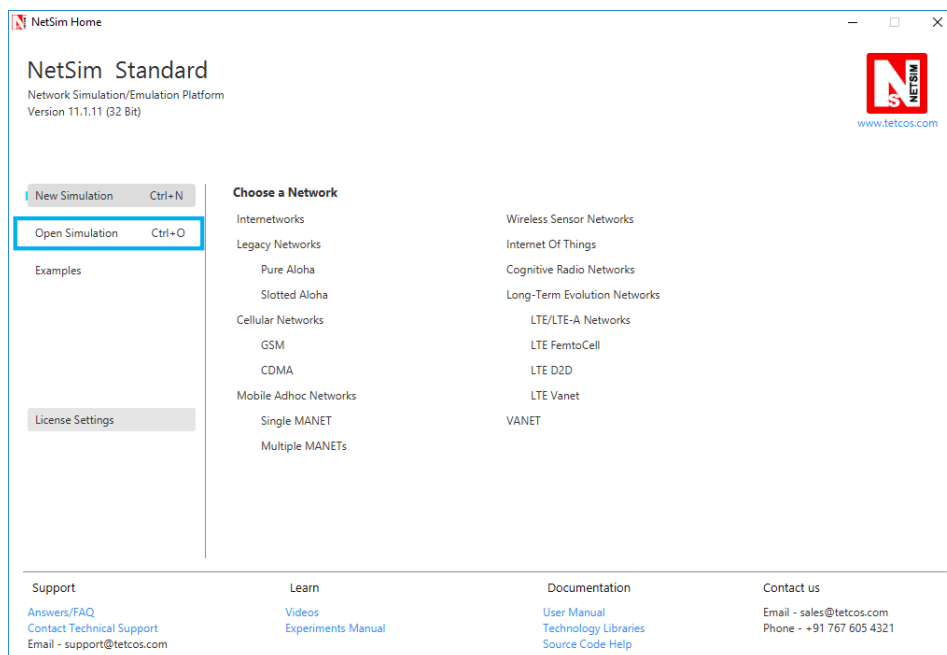 NetSim Home
NetSim Standard
Network Simulation/Emulation Platform
Version 11.1.11 (32 Bit)
NS NETSIM
www.tetcos.com
New Simulation Ctrl+N
Open Simulation Ctrl+O
Examples
License Settings
Choose a Network
Internetworks
Legacy Networks
Pure Aloha
Slotted Aloha
Cellular Networks
GSM
CDMA
Mobile Adhoc Networks
Single MANET
Multiple MANETs
Wireless Sensor Networks
Internet Of Things
Cognitive Radio Networks
Long-Term Evolution Networks
LTE/LTE-A Networks
LTE FemtoCell
LTE D2D
LTE Vanet
VANET
Support
Answers/FAQ
Contact Technical Support
Email - support@tetcos.com
Learn
Videos
Experiments Manual
Documentation
User Manual
Technology Libraries
Source Code Help
Contact us
Email - sales@tetcos.com
Phone - +91 767 605 4321